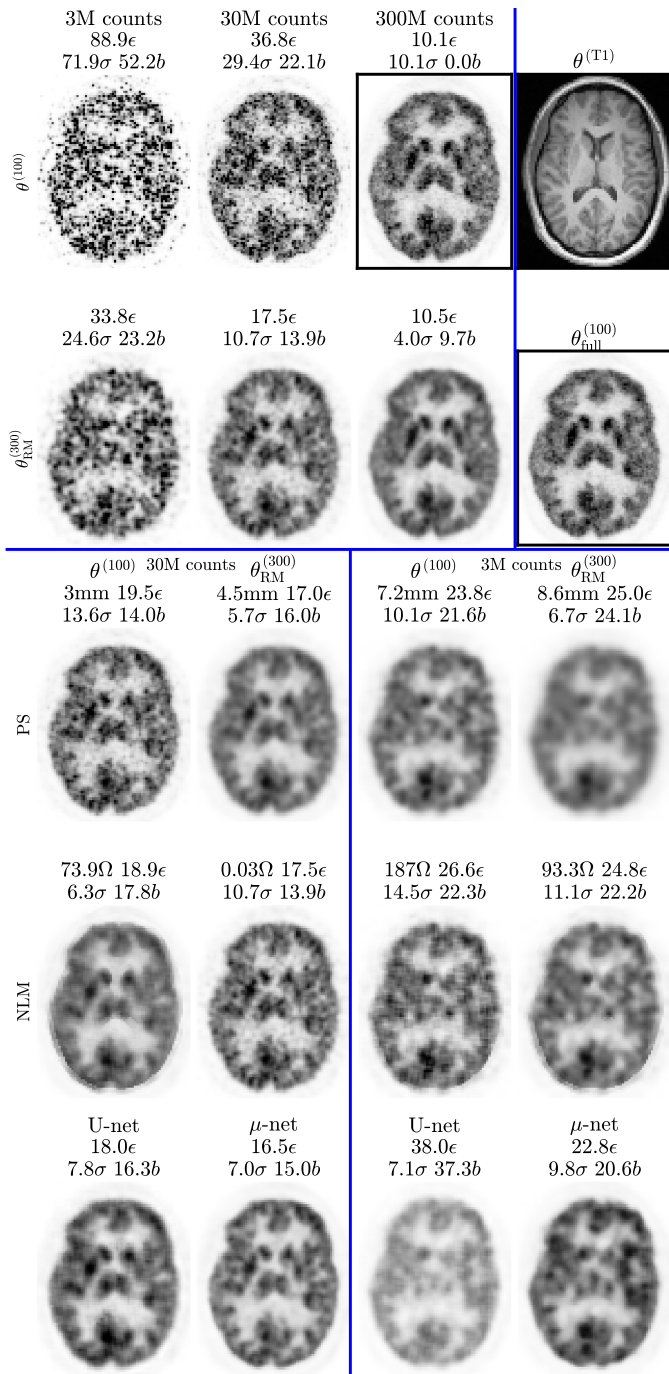 3M counts 30M counts 300M counts
88.9ϵ 36.8ϵ 10.1ϵ
71.9σ 52.2b 29.4σ 22.1b 10.1σ 0.0b θ^(T1)
θ^(100)
33.8ϵ 17.5ϵ 10.5ϵ
24.6σ 23.2b 10.7σ 13.9b 4.0σ 9.7b θ_full^(100)
θ_RM^(300)
θ^(100) 30M counts θ_RM^(300) θ^(100) 3M counts θ_RM^(300)
3mm 19.5ϵ 4.5mm 17.0ϵ 7.2mm 23.8ϵ 8.6mm 25.0ϵ
13.6σ 14.0b 5.7σ 16.0b 10.1σ 21.6b 6.7σ 24.1b
PS
73.9Ω 18.9ϵ 0.03Ω 17.5ϵ 187Ω 26.6ϵ 93.3Ω 24.8ϵ
6.3σ 17.8b 10.7σ 13.9b 14.5σ 22.3b 11.1σ 22.2b
NLM
U-net μ-net U-net μ-net
18.0ϵ 16.5ϵ 38.0ϵ 22.8ϵ
7.8σ 16.3b 7.0σ 15.0b 7.1σ 37.3b 9.8σ 20.6b